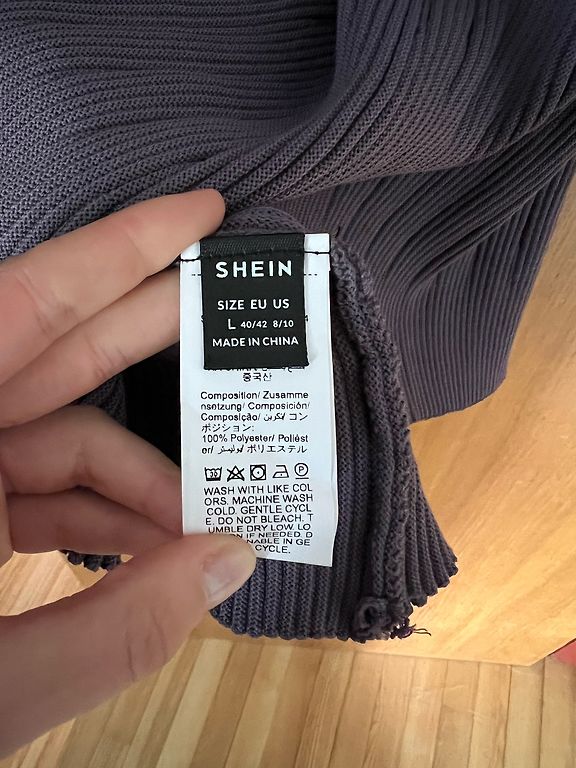 SHEIN
SIZE EU US
L 40/42 8/10
MADE IN CHINA
중국산
Composition/ Zusamme
nsetzung/ Composición/
Composição/ تكوين/ コン
ポジション:
100% Polyester/ Poliést
er/ بوليستر/ ポリエステル
30 P
WASH WITH LIKE COL
ORS. MACHINE WASH
COLD. GENTLE CYCL
E. DO NOT BLEACH. T
UMBLE DRY LOW. LO
IF NEEDED. D
IN GE
CYCLE.